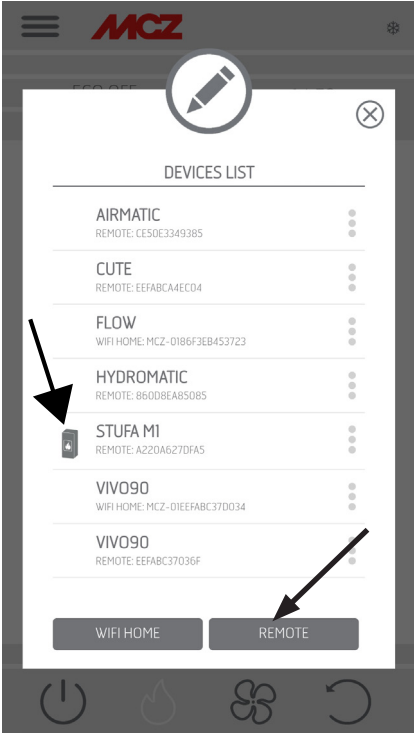 MCZ
DEVICES LIST
AIRMATIC
REMOTE: CE50E3349385
CUTE
REMOTE: EEFABCA4EC04
FLOW
WIFI HOME: MCZ-0186F3EB453723
HYDROMATIC
REMOTE: 860D8EA85085
STUFA M1
REMOTE: A220A627DFA5
VIVO90
WIFI HOME: MCZ-01EEFABC37D034
VIVO90
REMOTE: EEFABC37036F
WIFI HOME
REMOTE